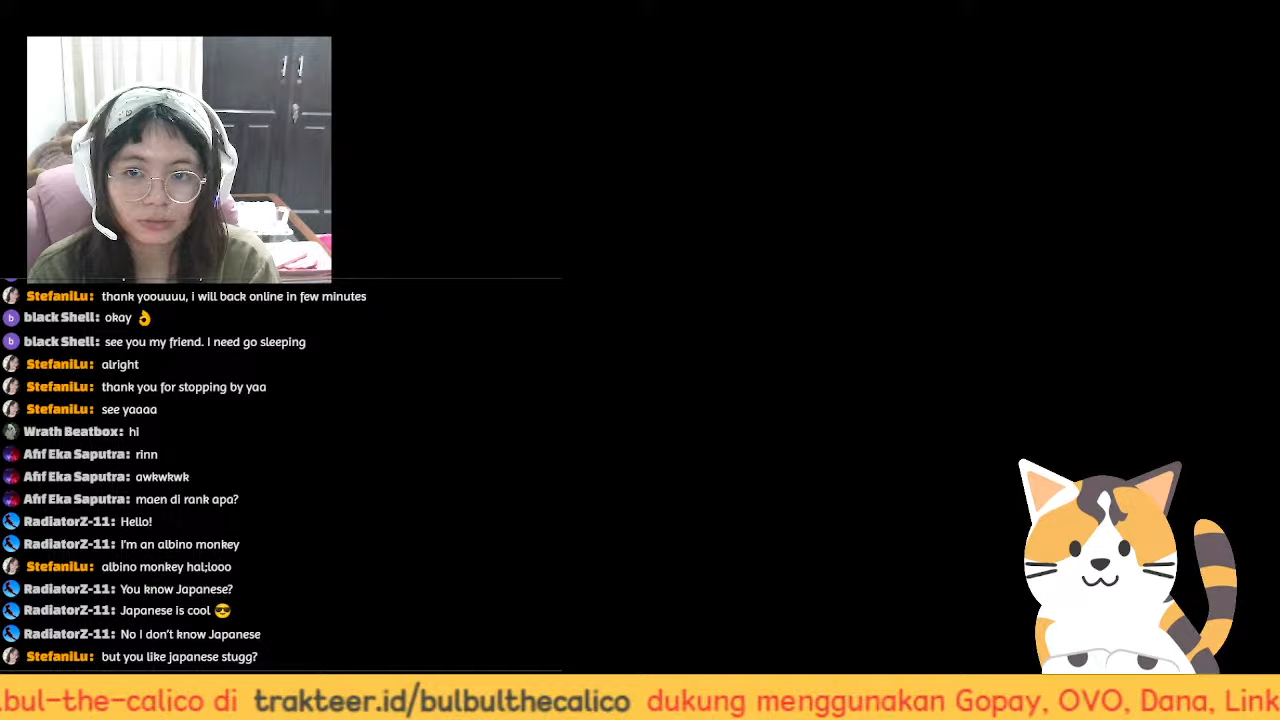 StefaniLu: thank yoouuuu, i will back online in few minutes
black Shell: okay 👌
black Shell: see you my friend. I need go sleeping
StefaniLu: alright
StefaniLu: thank you for stopping by yaa
StefaniLu: see yaaaa
Wrath Beatbox: hi
Afif Eka Saputra: rinn
Afif Eka Saputra: awkwkwk
Afif Eka Saputra: maen di rank apa?
RadiatorZ-11: Hello!
RadiatorZ-11: I'm an albino monkey
StefaniLu: albino monkey hal;looo
RadiatorZ-11: You know Japanese?
RadiatorZ-11: Japanese is cool 😎
RadiatorZ-11: No I don't know Japanese
StefaniLu: but you like japanese stugg?
.bul-the-calico di trakteer.id/bulbulthecalico dukung menggunakan Gopay, OVO, Dana, Link